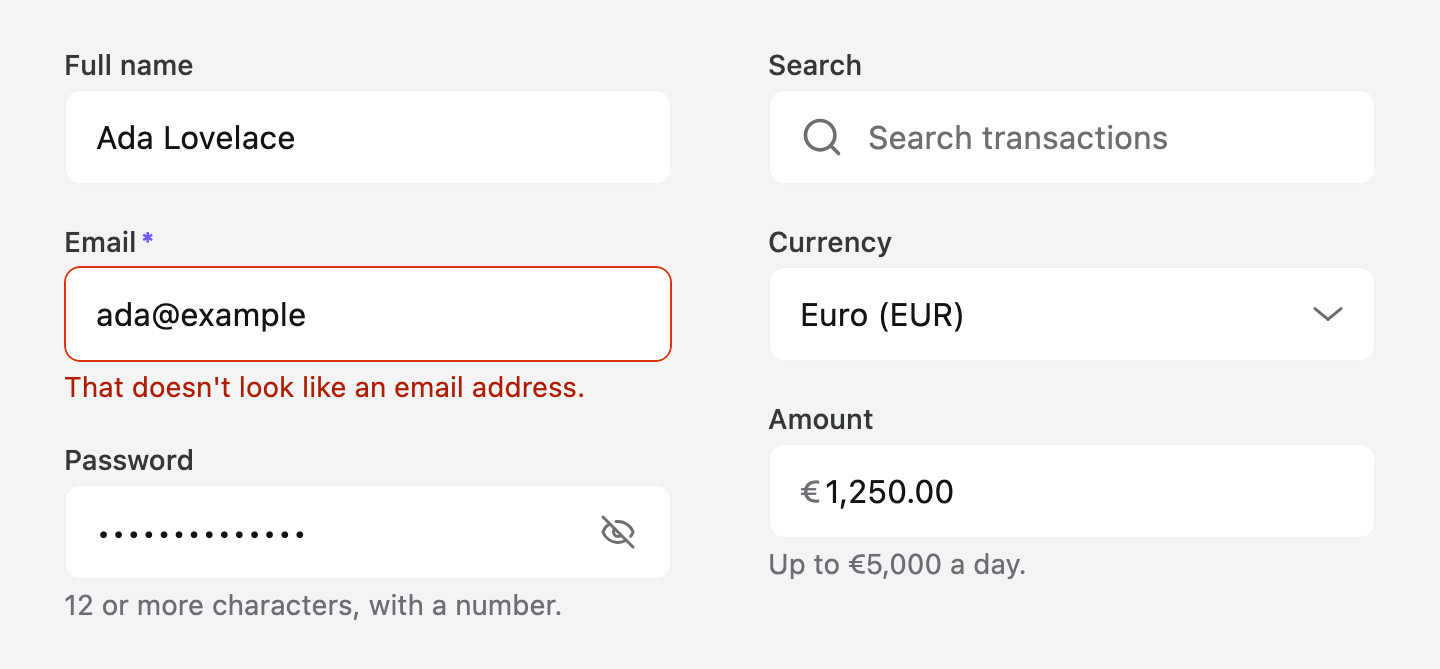 Full name
Ada Lovelace
Email *
ada@example
That doesn't look like an email address.
Password
••••••••••••••
12 or more characters, with a number.
Search
Search transactions
Currency
Euro (EUR)
Amount
€ 1,250.00
Up to €5,000 a day.